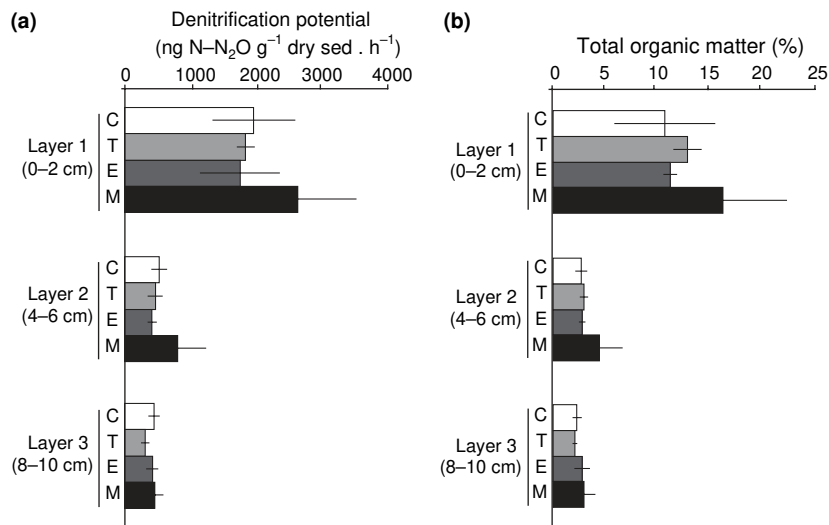 (a)
Denitrification potential
(ng N–N₂O g⁻¹ dry sed . h⁻¹)
0 1000 2000 3000 4000
Layer 1
(0–2 cm)
C
T
E
M
Layer 2
(4–6 cm)
C
T
E
M
Layer 3
(8–10 cm)
C
T
E
M
(b)
Total organic matter (%)
0 5 10 15 20 25
Layer 1
(0–2 cm)
C
T
E
M
Layer 2
(4–6 cm)
C
T
E
M
Layer 3
(8–10 cm)
C
T
E
M